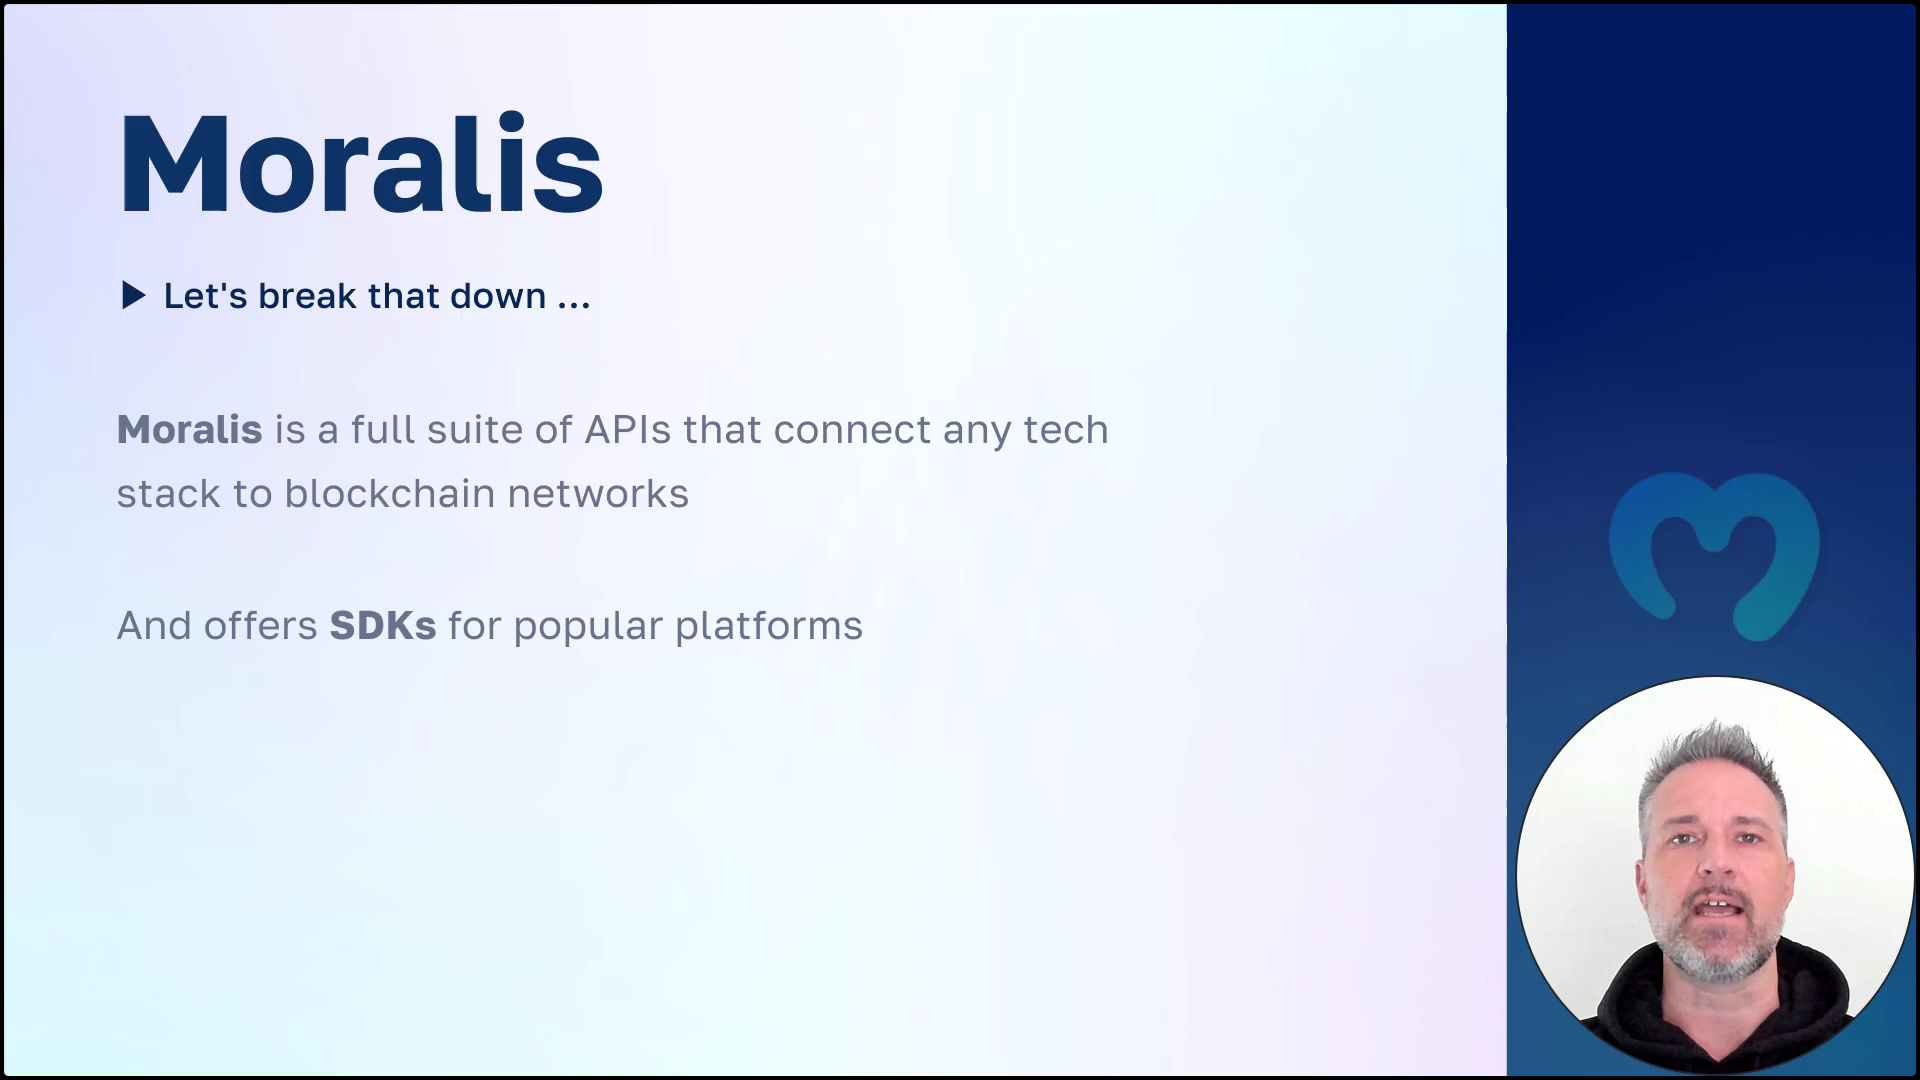 Moralis
▶ Let's break that down ...
Moralis is a full suite of APIs that connect any tech
stack to blockchain networks
And offers SDKs for popular platforms